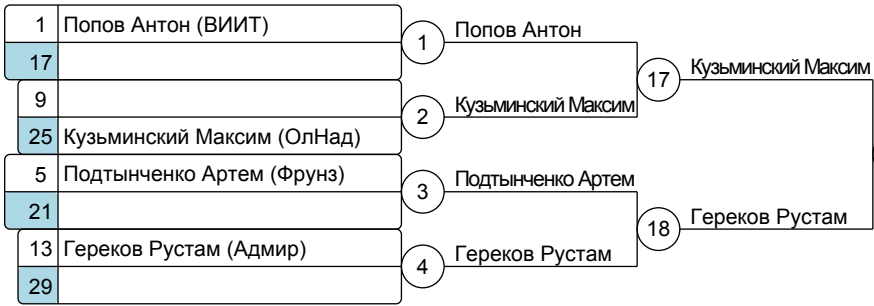 1 Попов Антон (ВИИТ)
17
9
25 Кузьминский Максим (ОлНад)
5 Подтынченко Артем (Фрунз)
21
13 Гереков Рустам (Адмир)
29
1 Попов Антон
2 Кузьминский Максим
3 Подтынченко Артем
4 Гереков Рустам
17 Кузьминский Максим
18 Гереков Рустам